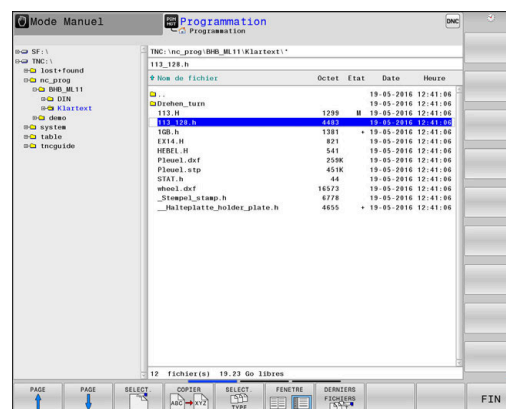 Mode Manuel
PGM
MDT
Programmation
Programmation
DNC
SF:\
TNC:\
lost+found
nc_prog
BHB_ML11
DIN
Klartext
demo
system
table
tncguide
TNC:\nc_prog\BHB_ML11\Klartext\*
113_128.h
Nom de fichier Octet Etat Date Heure
.. 19-05-2016 12:41:06
Drehen_turn 19-05-2016 12:41:06
113.H 1299 M 19-05-2016 12:41:06
113_128.h 4483 19-05-2016 12:41:06
1GB.h 1381 + 19-05-2016 12:41:06
EX14.H 821 19-05-2016 12:41:06
HEBEL.H 541 19-05-2016 12:41:06
Pleuel.dxf 259K 19-05-2016 12:41:06
Pleuel.stp 451K 19-05-2016 12:41:06
STAT.h 44 19-05-2016 12:41:06
wheel.dxf 16573 19-05-2016 12:41:06
_Stempel_stamp.h 6778 19-05-2016 12:41:06
__Halteplatte_holder_plate.h 4655 + 19-05-2016 12:41:06
12 fichier(s) 19.23 Go libres
PAGE
PAGE
SELECT.
COPIER
ABC XYZ
SELECT.
TYPE
FENETRE
DERNIERS
FICHIERS
FIN